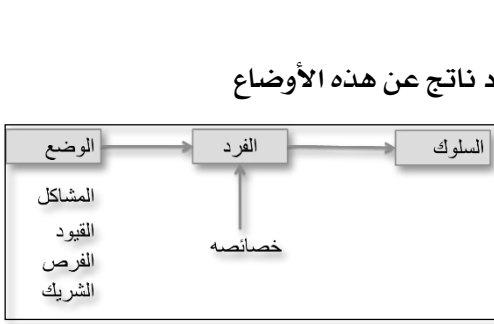 ناتج عن هذه الأوضاع
الوضع الفرد السلوك
المشاكل
القيود
خصائصه
الفرص
الشريك